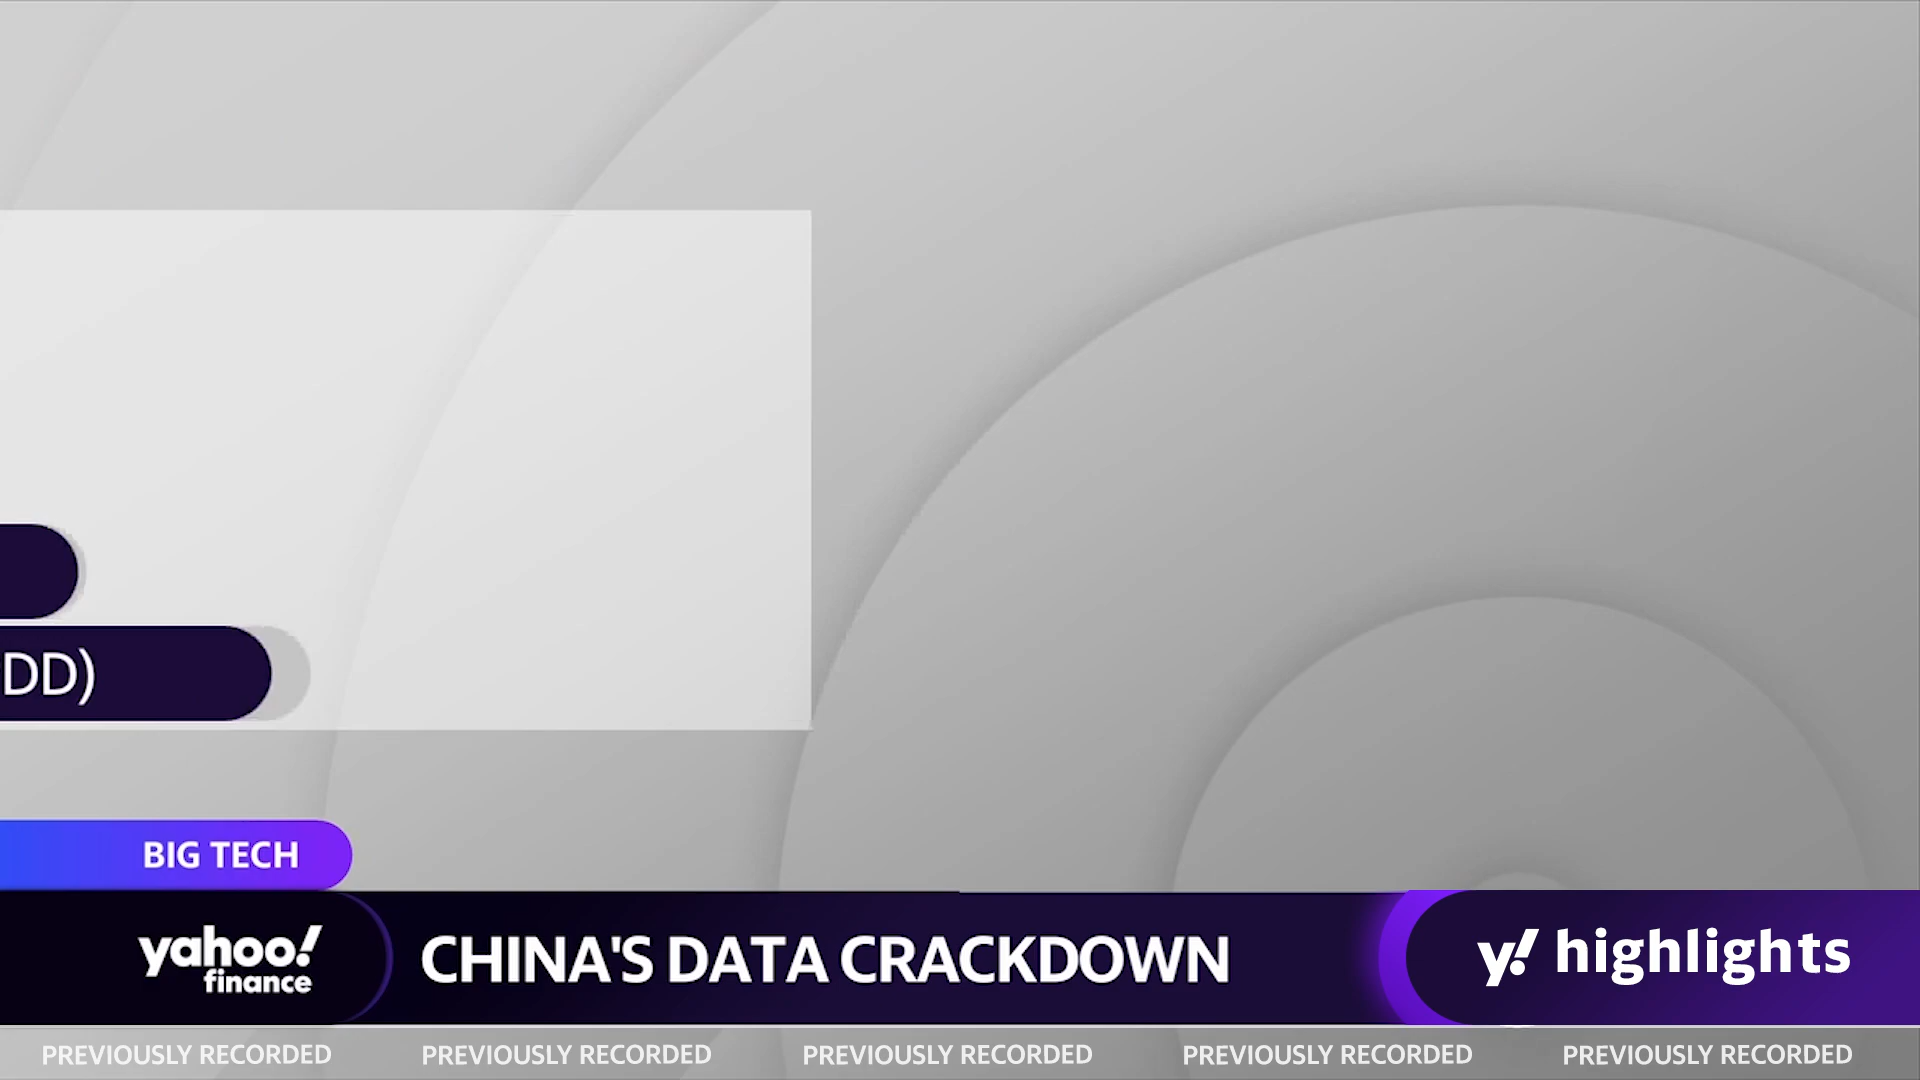 DD)
BIG TECH
yahoo!
finance
CHINA'S DATA CRACKDOWN
y! highlights
PREVIOUSLY RECORDED PREVIOUSLY RECORDED PREVIOUSLY RECORDED PREVIOUSLY RECORDED PREVIOUSLY RECORDED